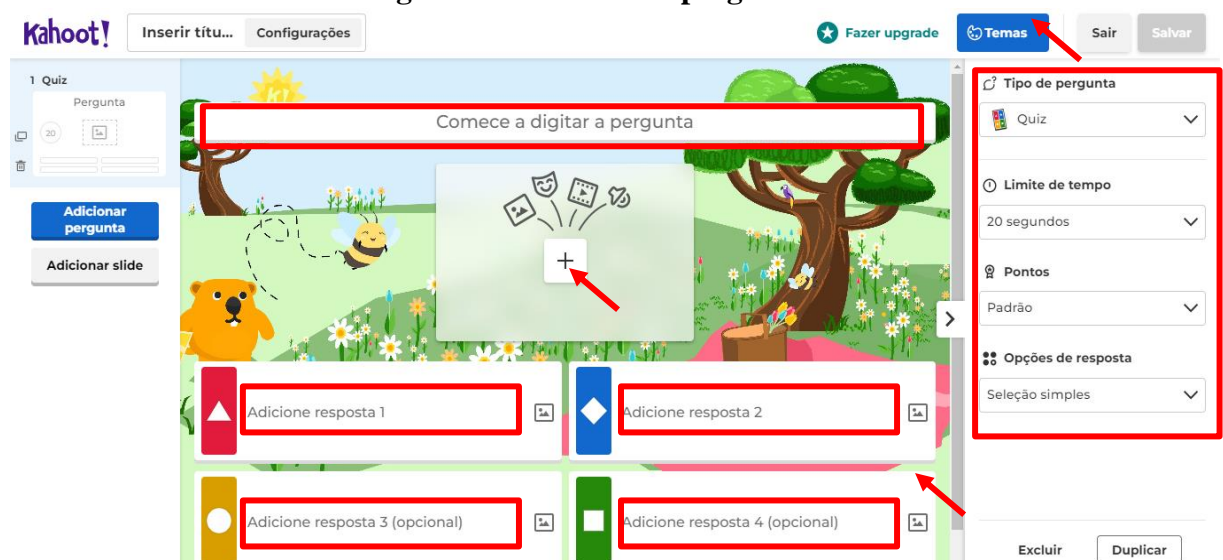 Kahoot!
Inserir títu...
Configurações
Fazer upgrade
Temas
Sair
Salvar
1 Quiz
Pergunta
20
Adicionar
pergunta
Adicionar slide
Comece a digitar a pergunta
Adicione resposta 1
Adicione resposta 2
Adicione resposta 3 (opcional)
Adicione resposta 4 (opcional)
Tipo de pergunta
Quiz
Limite de tempo
20 segundos
Pontos
Padrão
Opções de resposta
Seleção simples
Excluir
Duplicar